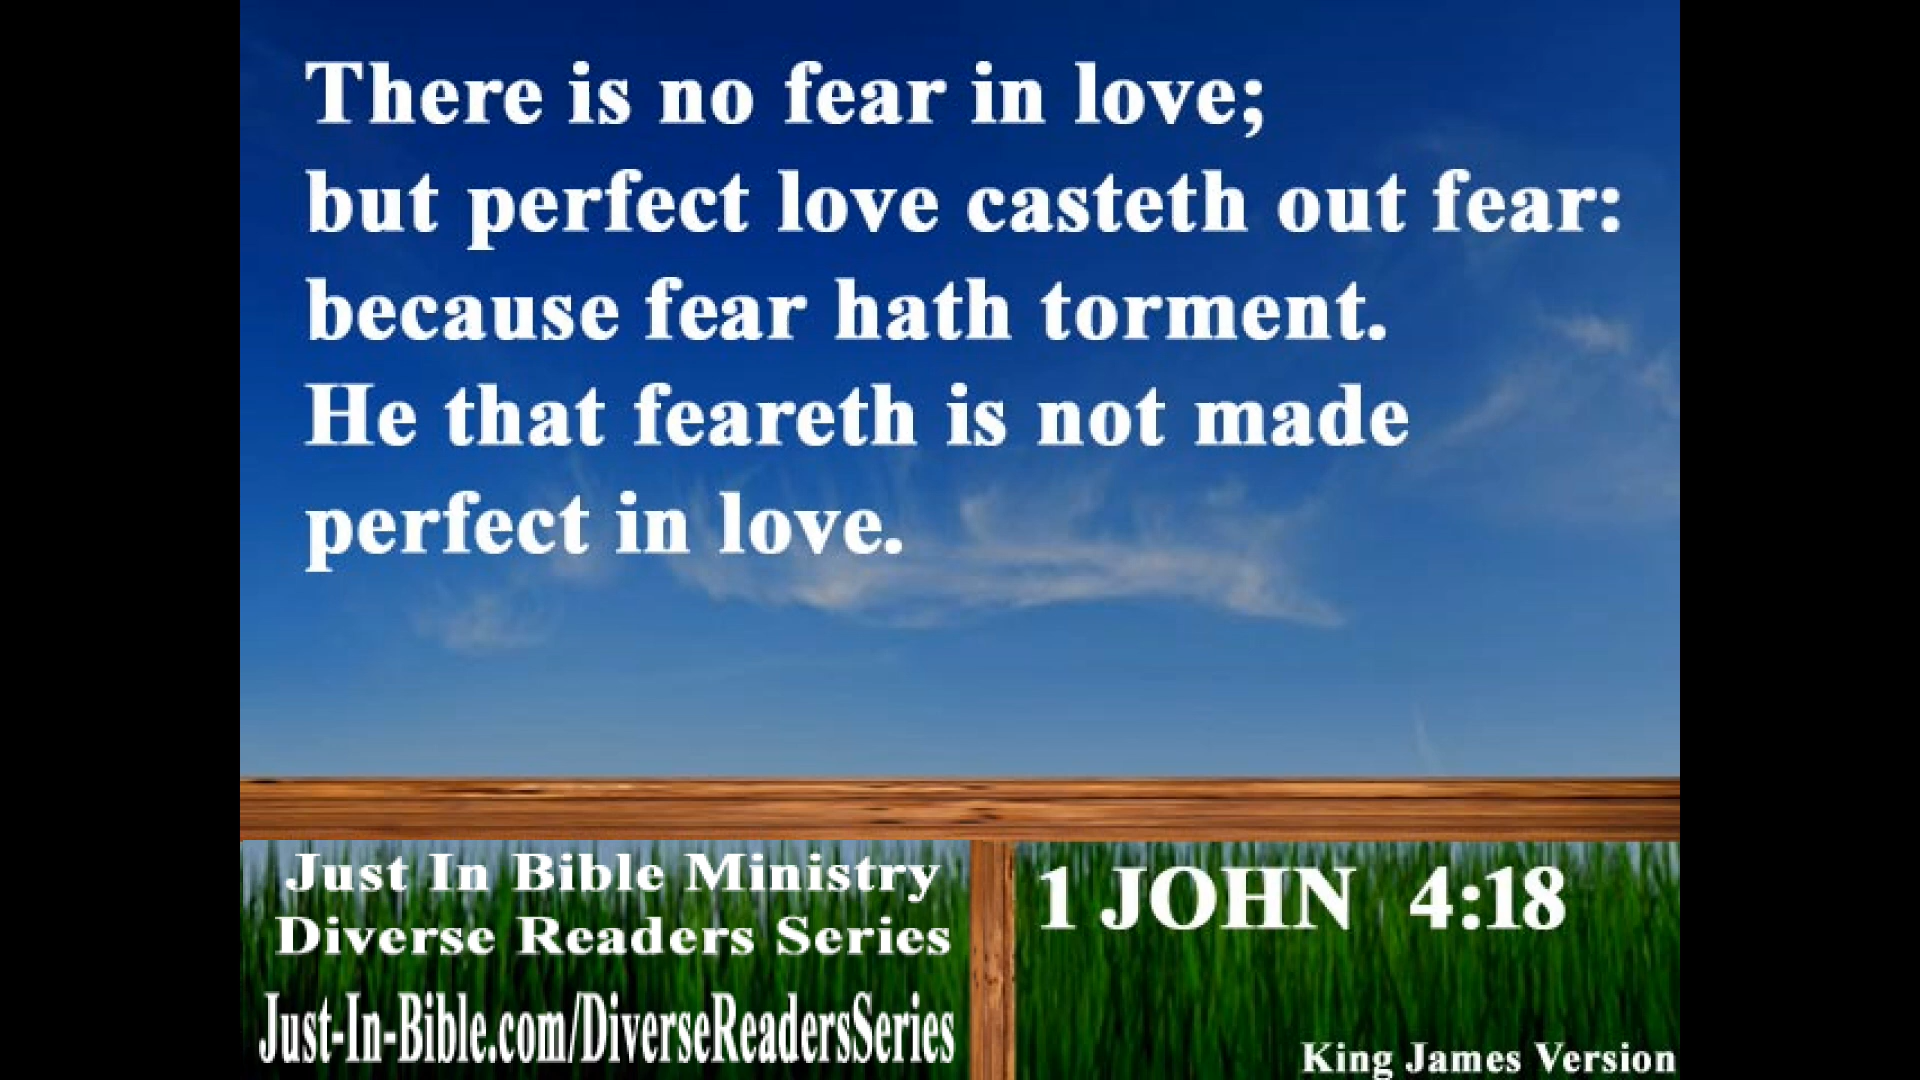 There is no fear in love;
but perfect love casteth out fear:
because fear hath torment.
He that feareth is not made
perfect in love.
Just In Bible Ministry
Diverse Readers Series
Just-In-Bible.com/DiverseReadersSeries
1 JOHN 4:18
King James Version